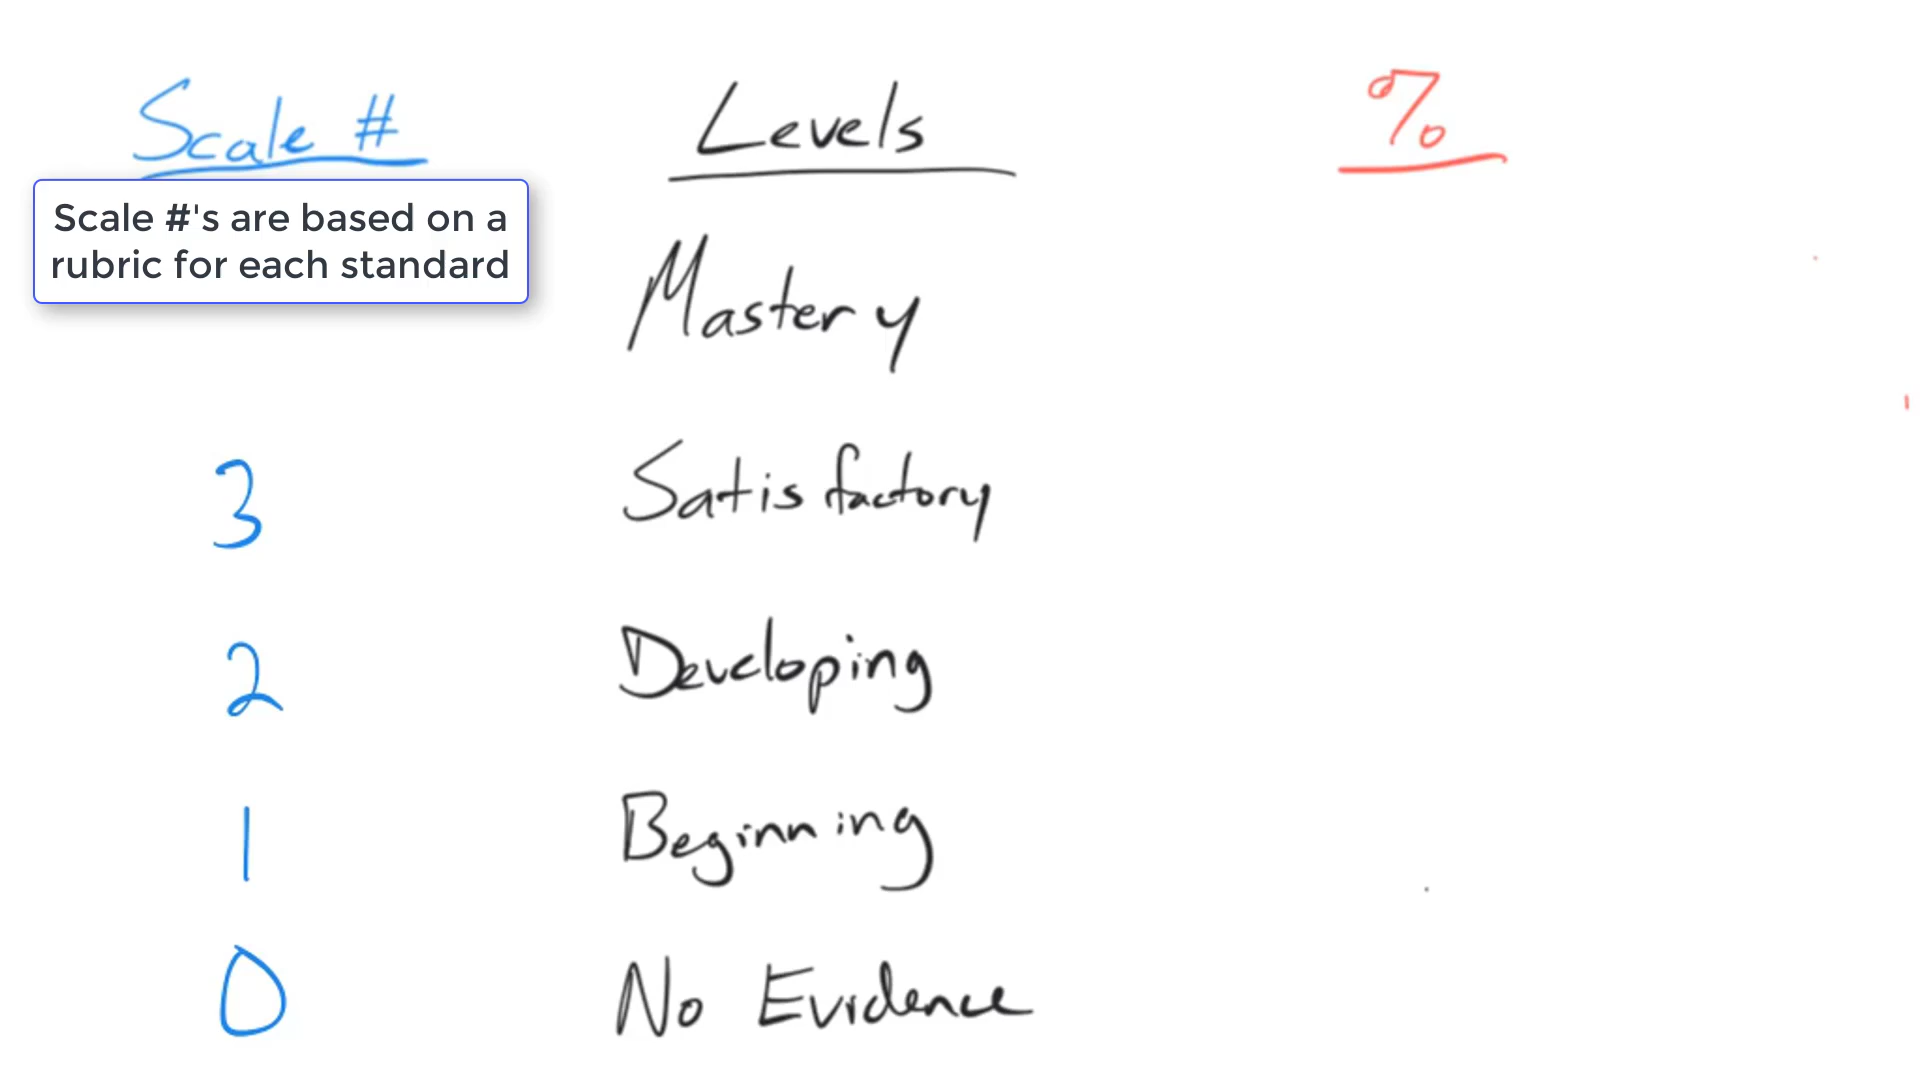 Scale # Levels %
Scale #'s are based on a
rubric for each standard
Mastery
3 Satisfactory
2 Developing
1 Beginning
0 No Evidence